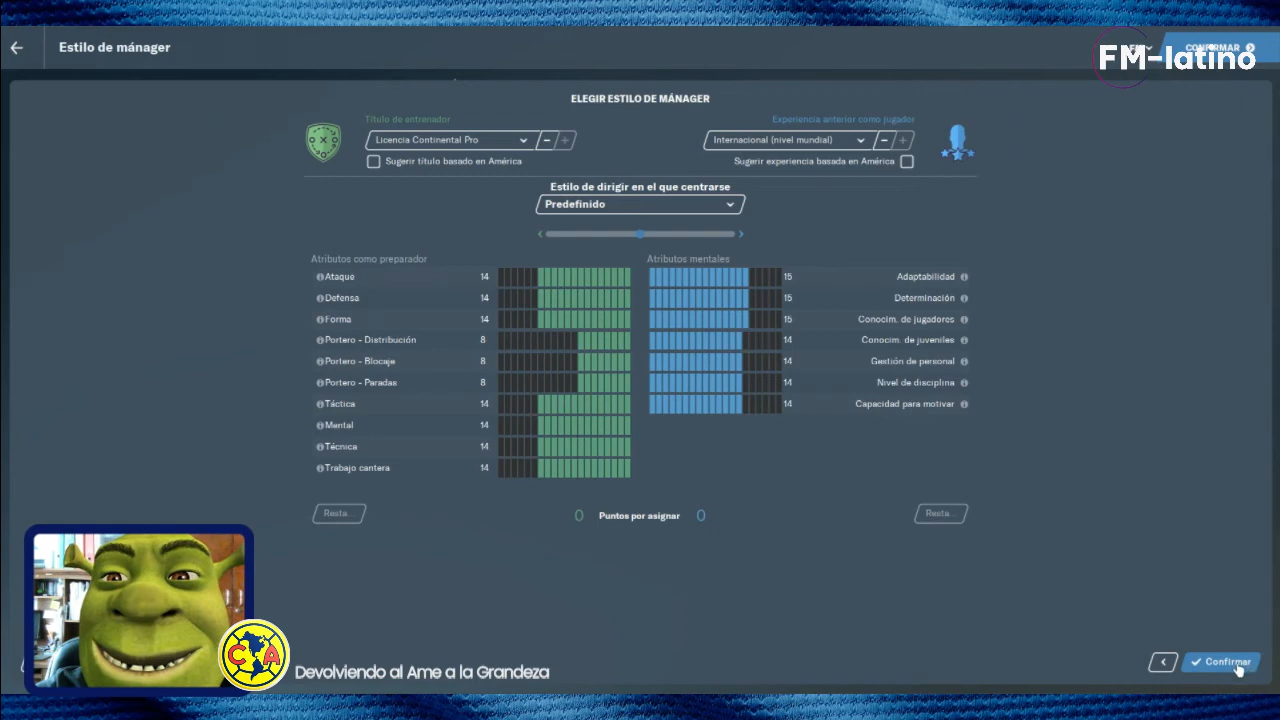 Estilo de mánager
CONFIRMAR
FM-latino
ELEGIR ESTILO DE MÁNAGER
Título de entrenador
Experiencia anterior como jugador
Licencia Continental Pro
Internacional (nivel mundial)
Sugerir título basado en América
Sugerir experiencia basada en América
Estilo de dirigir en el que centrarse
Predefinido
Atributos como preparador
Atributos mentales
Ataque 14
15 Adaptabilidad
Defensa 14
15 Determinación
Forma 14
15 Conocim. de jugadores
Portero - Distribución 8
14 Conocim. de juveniles
Portero - Blocaje 8
14 Gestión de personal
Portero - Paradas 8
14 Nivel de disciplina
Táctica 14
14 Capacidad para motivar
Mental 14
Técnica 14
Trabajo cantera 14
Resta...
0 Puntos por asignar 0
Resta...
Confirmar
C A
Devolviendo al Ame a la Grandeza